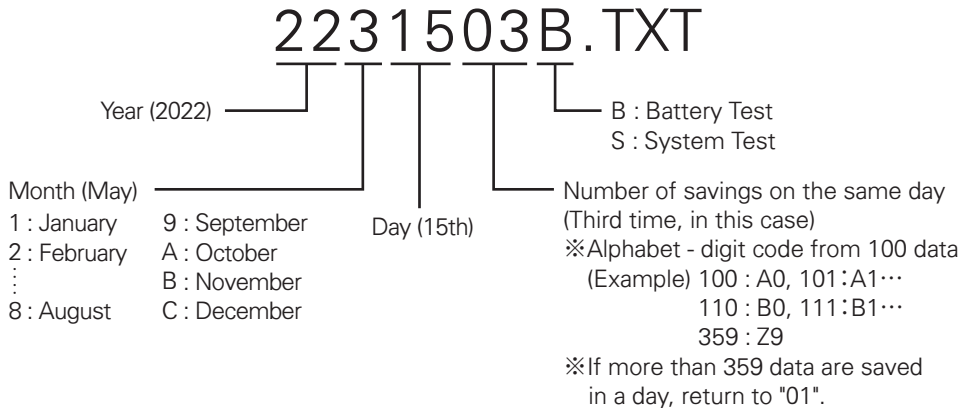 2231503B.TXT
Year (2022)
B : Battery Test
S : System Test
Month (May)
1 : January
2 : February
⋮
8 : August
9 : September
A : October
B : November
C : December
Day (15th)
Number of savings on the same day
(Third time, in this case)
※Alphabet - digit code from 100 data
(Example) 100 : A0, 101:A1⋯
110 : B0, 111:B1⋯
359 : Z9
※If more than 359 data are saved
in a day, return to "01".